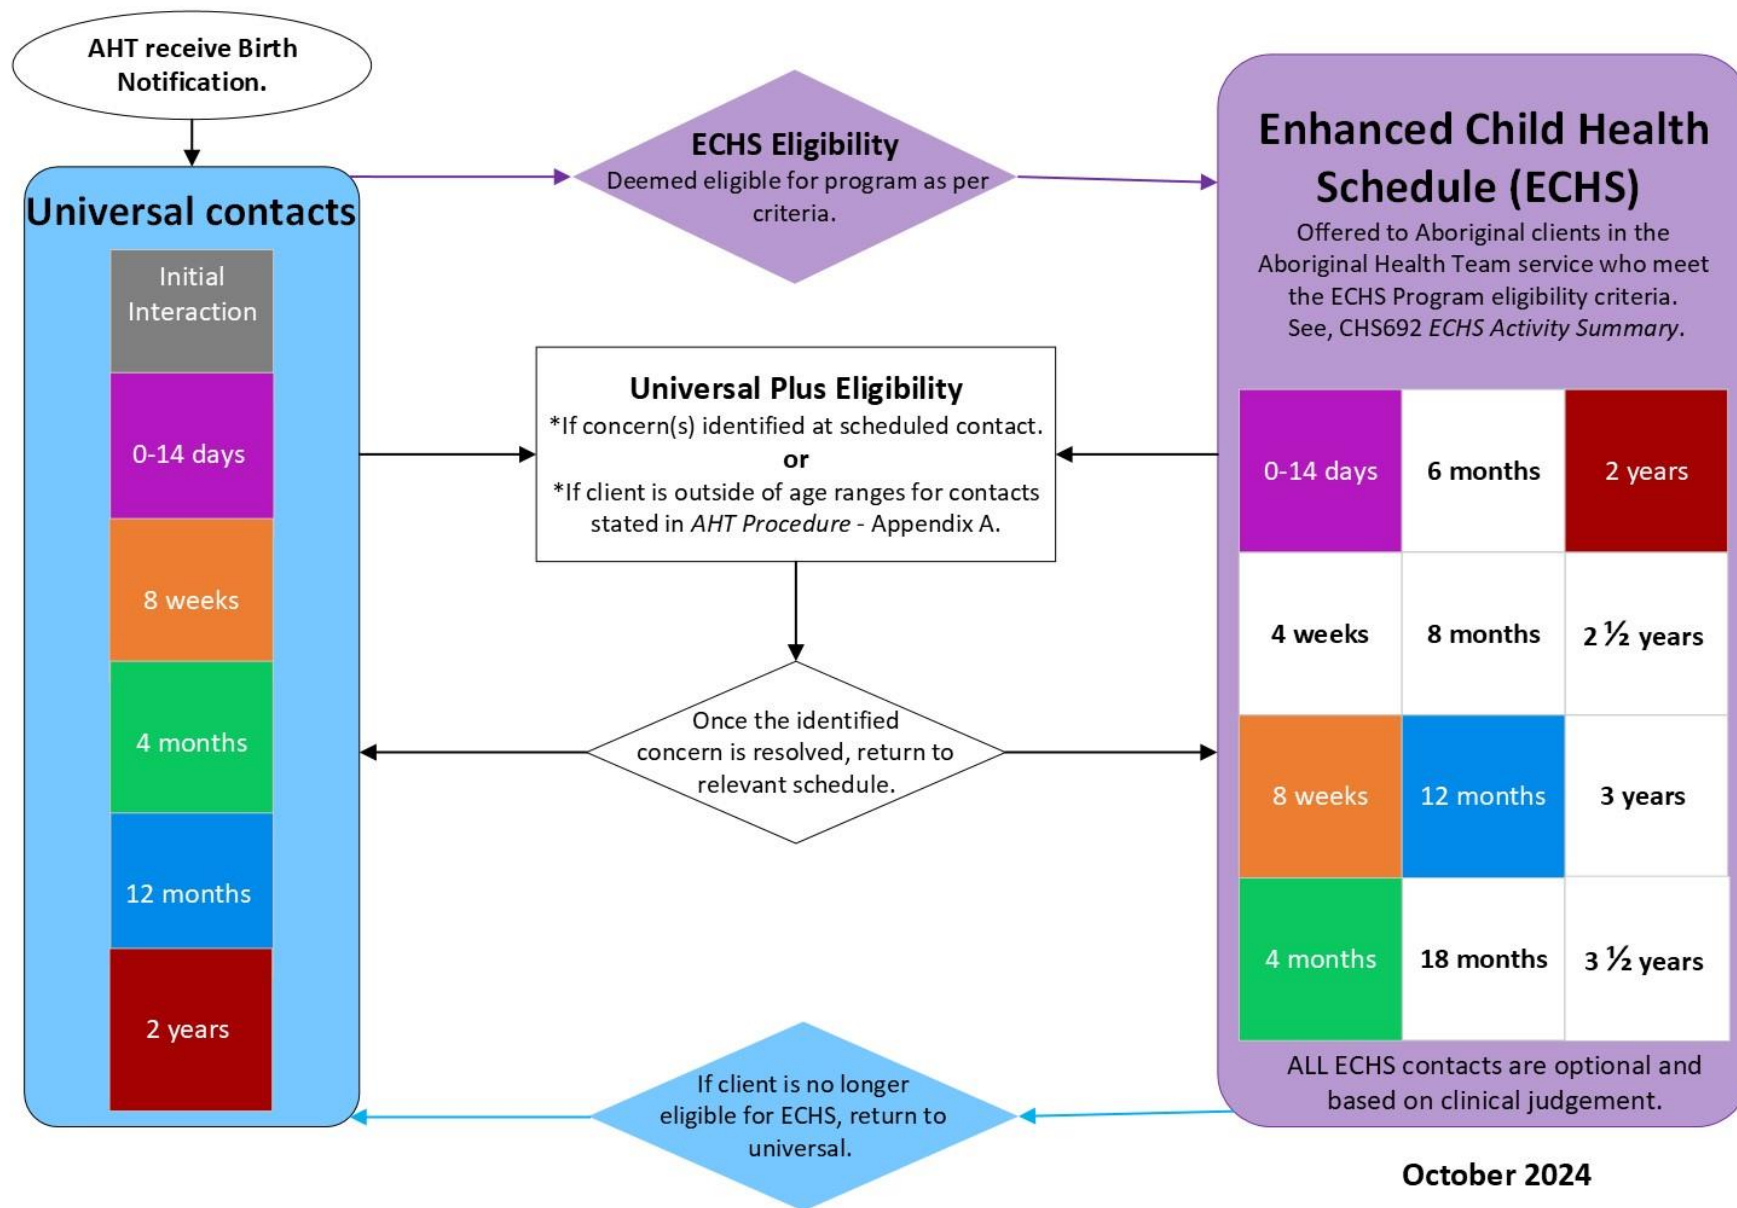 AHT receive Birth
Notification.
Universal contacts
Initial
Interaction
0-14 days
8 weeks
4 months
12 months
2 years
ECHS Eligibility
Deemed eligible for program as per
criteria.
Universal Plus Eligibility
*If concern(s) identified at scheduled contact.
or
*If client is outside of age ranges for contacts
stated in AHT Procedure - Appendix A.
Once the identified
concern is resolved, return to
relevant schedule.
If client is no longer
eligible for ECHS, return to
universal.
Enhanced Child Health
Schedule (ECHS)
Offered to Aboriginal clients in the
Aboriginal Health Team service who meet
the ECHS Program eligibility criteria.
See, CHS692 ECHS Activity Summary.
0-14 days 6 months 2 years
4 weeks 8 months 2 ½ years
8 weeks 12 months 3 years
4 months 18 months 3 ½ years
ALL ECHS contacts are optional and
based on clinical judgement.
October 2024